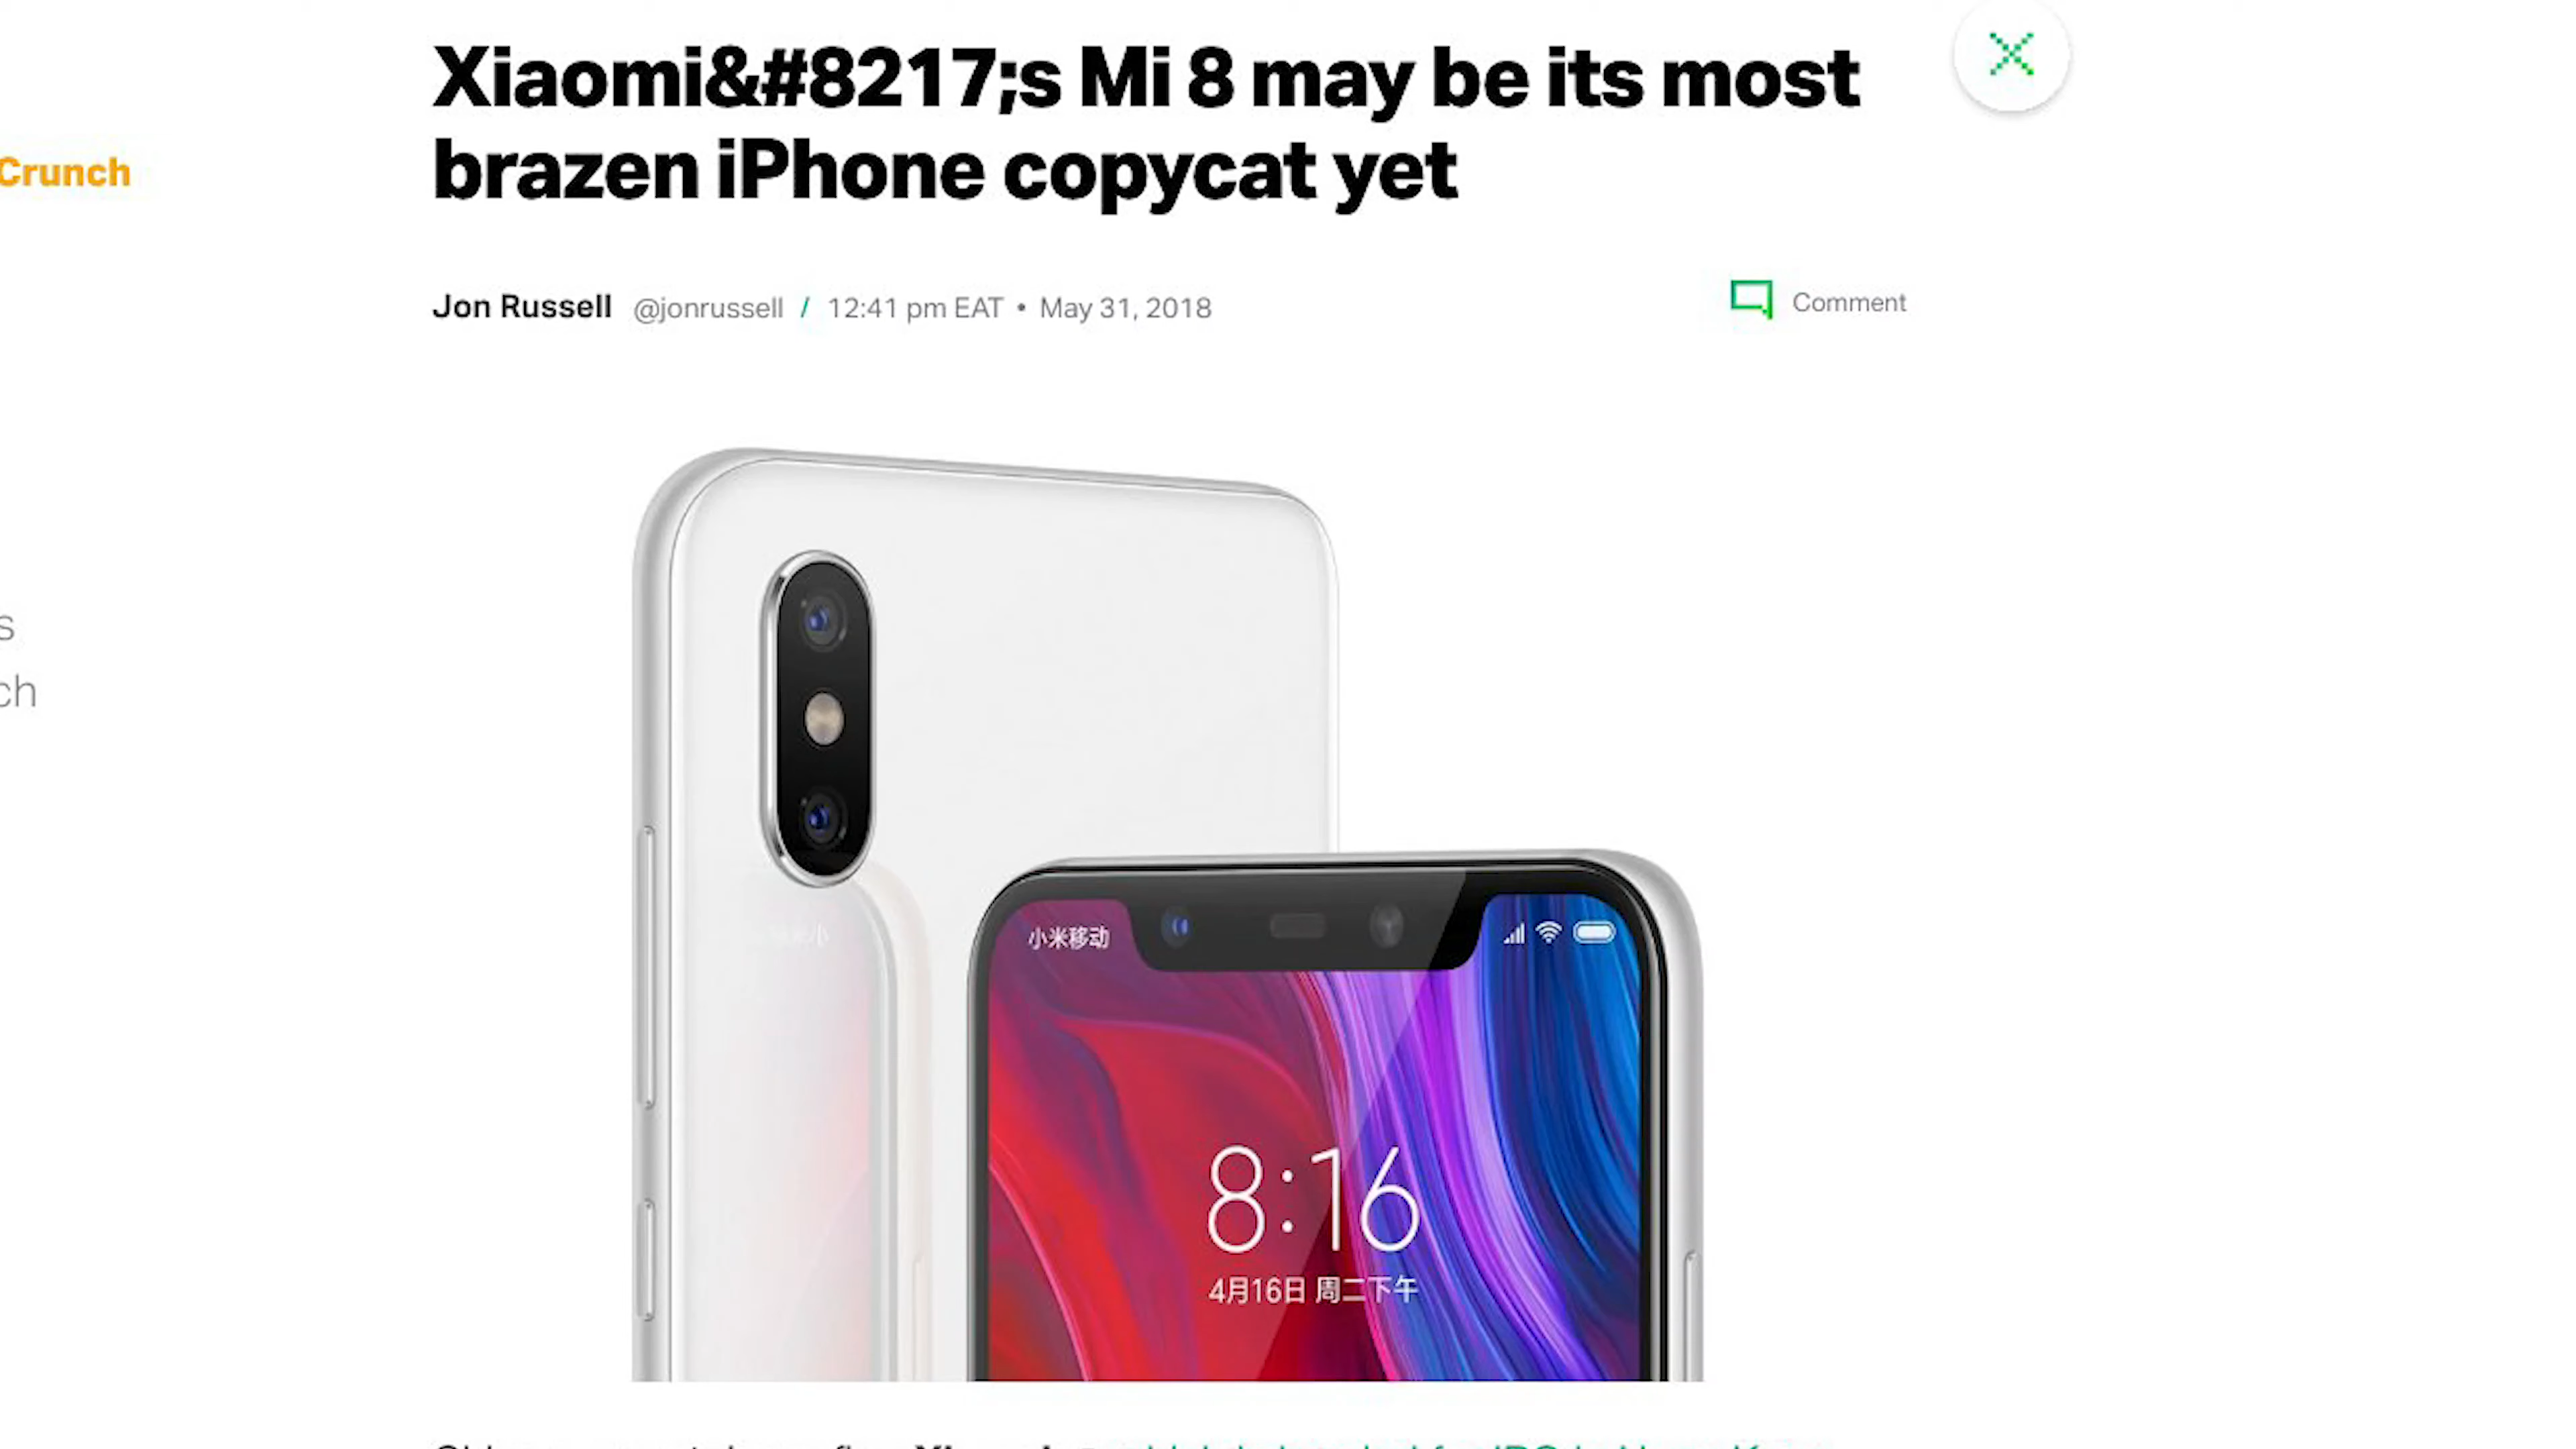 Xiaomi&#8217;s Mi 8 may be its most
brazen iPhone copycat yet
Crunch
Jon Russell @jonrussell / 12:41 pm EAT • May 31, 2018
Comment
s
ch
小米移动
8:16
4月16日 周二下午